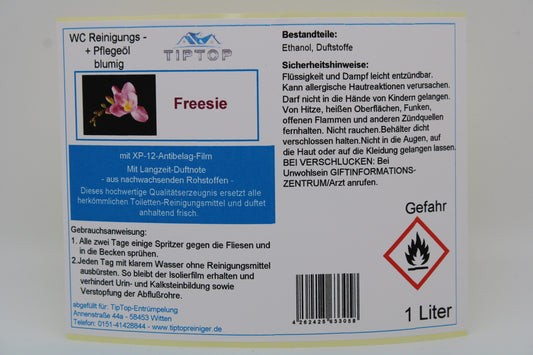 WC Reinigungs -
+ Pflegeöl
blumig
TIPTOP
Freesie
mit XP-12-Antibelag-Film
Mit Langzeit-Duftnote
- aus nachwachsenden Rohstoffen -
Dieses hochwertige Qualitätserzeugnis ersetzt alle
herkömmlichen Toiletten-Reinigungsmittel und duftet
anhaltend frisch.
Gebrauchsanweisung:
1. Alle zwei Tage einige Spritzer gegen die Fliesen und
in die Becken sprühen.
2.Jeden Tag mit klarem Wasser ohne Reinigungsmittel
ausbürsten. So bleibt der Isolierfilm erhalten und
verhindert Urin- und Kalksteinbildung sowie
Verstopfung der Abflußrohre.
abgefüllt für: TipTop-Entrümpelung
Annenstraße 44a - 58453 Witten
Telefon: 0151-41428844 - www.tiptopreiniger.de
Bestandteile:
Ethanol, Duftstoffe
Sicherheitshinweise:
Flüssigkeit und Dampf leicht entzündbar.
Kann allergische Hautreaktionen verursachen.
Darf nicht in die Hände von Kindern gelangen.
Von Hitze, heißen Oberflächen, Funken,
offenen Flammen und anderen Zündquellen
fernhalten. Nicht rauchen.Behälter dicht
verschlossen halten.Nicht in die Augen, auf
die Haut oder auf die Kleidung gelangen lassen.
BEI VERSCHLUCKEN: Bei
Unwohlsein GIFTINFORMATIONS-
ZENTRUM/Arzt anrufen.
Gefahr
4 262425 633058
1 Liter